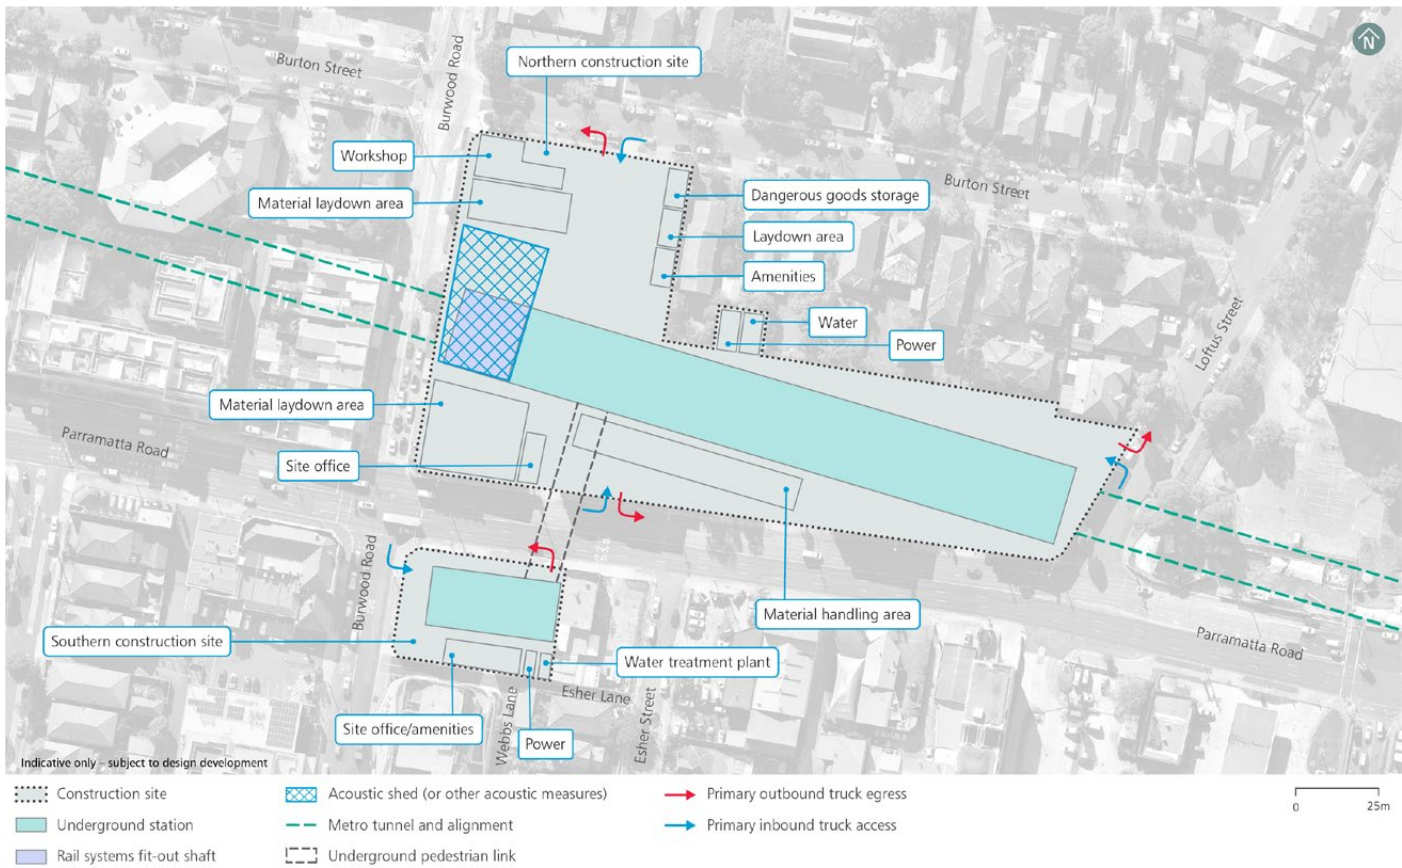 N
Burwood Road
Burton Street
Northern construction site
Workshop
Material laydown area
Dangerous goods storage
Burton Street
Laydown area
Amenities
Water
Power
Loftus Street
Material laydown area
Parramatta Road
Site office
Burwood Road
Southern construction site
Material handling area
Parramatta Road
Water treatment plant
Esher Lane
Esher Street
Webbs Lane
Site office/amenities
Power
Indicative only – subject to design development
Construction site
Underground station
Rail systems fit-out shaft
Acoustic shed (or other acoustic measures)
Metro tunnel and alignment
Underground pedestrian link
Primary outbound truck egress
Primary inbound truck access
0 25m